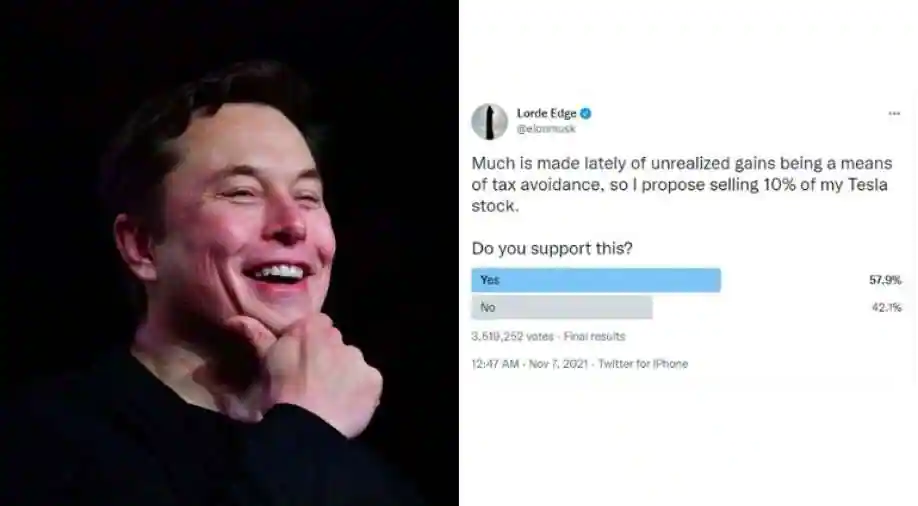 Lorde Edge
@elonmusk
Much is made lately of unrealized gains being a means
of tax avoidance, so I propose selling 10% of my Tesla
stock.
Do you support this?
Yes 57.9%
No 42.1%
3,519,252 votes · Final results
12:47 AM · Nov 7, 2021 · Twitter for iPhone